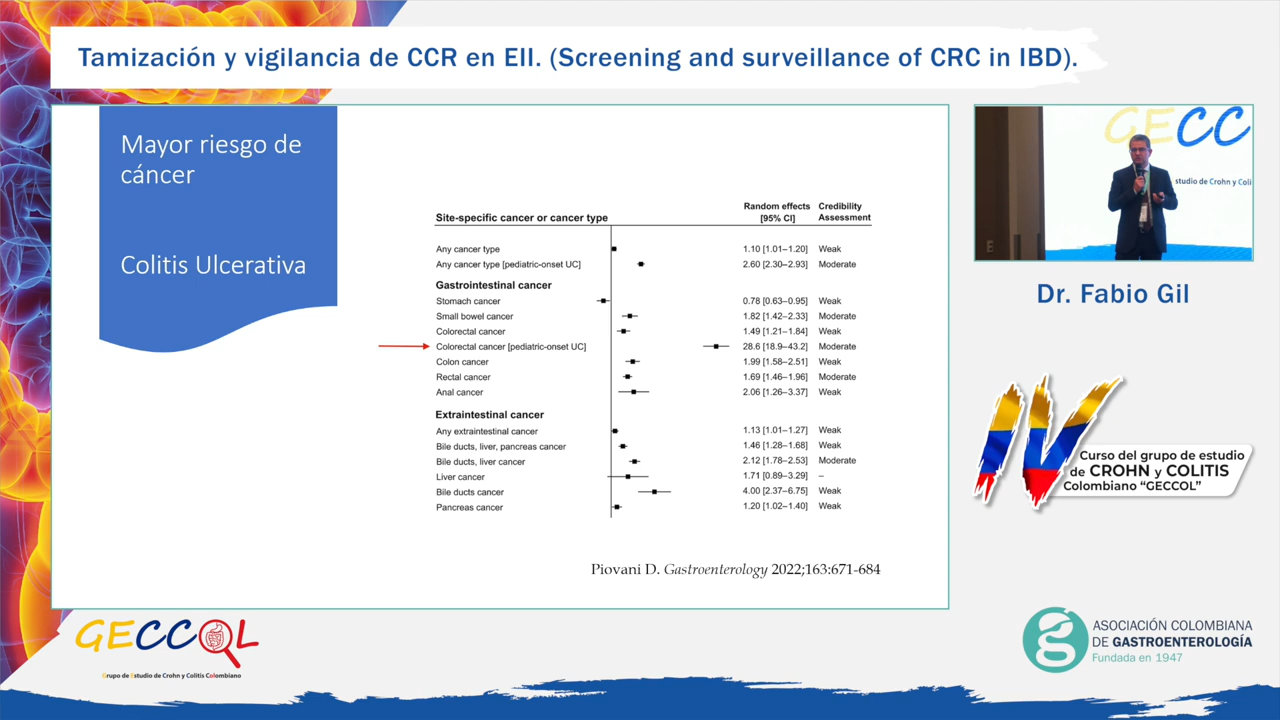 Tamización y vigilancia de CCR en EII. (Screening and surveillance of CRC in IBD).
Mayor riesgo de
cáncer
Colitis Ulcerativa
Site-specific cancer or cancer type Random effects [95% CI] Credibility Assessment
Any cancer type 1.10 [1.01–1.20] Weak
Any cancer type [pediatric-onset UC] 2.60 [2.30–2.93] Moderate
Gastrointestinal cancer
Stomach cancer 0.78 [0.63–0.95] Weak
Small bowel cancer 1.82 [1.42–2.33] Moderate
Colorectal cancer 1.49 [1.21–1.84] Weak
Colorectal cancer [pediatric-onset UC] 28.6 [18.9–43.2] Moderate
Colon cancer 1.99 [1.58–2.51] Weak
Rectal cancer 1.69 [1.46–1.96] Moderate
Anal cancer 2.06 [1.26–3.37] Weak
Extraintestinal cancer
Any extraintestinal cancer 1.13 [1.01–1.27] Weak
Bile ducts, liver, pancreas cancer 1.46 [1.28–1.68] Weak
Bile ducts, liver cancer 2.12 [1.78–2.53] Moderate
Liver cancer 1.71 [0.89–3.29] –
Bile ducts cancer 4.00 [2.37–6.75] Weak
Pancreas cancer 1.20 [1.02–1.40] Weak
Piovani D. Gastroenterology 2022;163:671-684
GECC
studio de Crohn y Coli
E
Dr. Fabio Gil
IV
Curso del grupo de estudio
de CROHN y COLITIS
Colombiano “GECCOL”
GECCOL
Grupo de Estudio de Crohn y Colitis Colombiano
ASOCIACIÓN COLOMBIANA
DE GASTROENTEROLOGÍA
Fundada en 1947